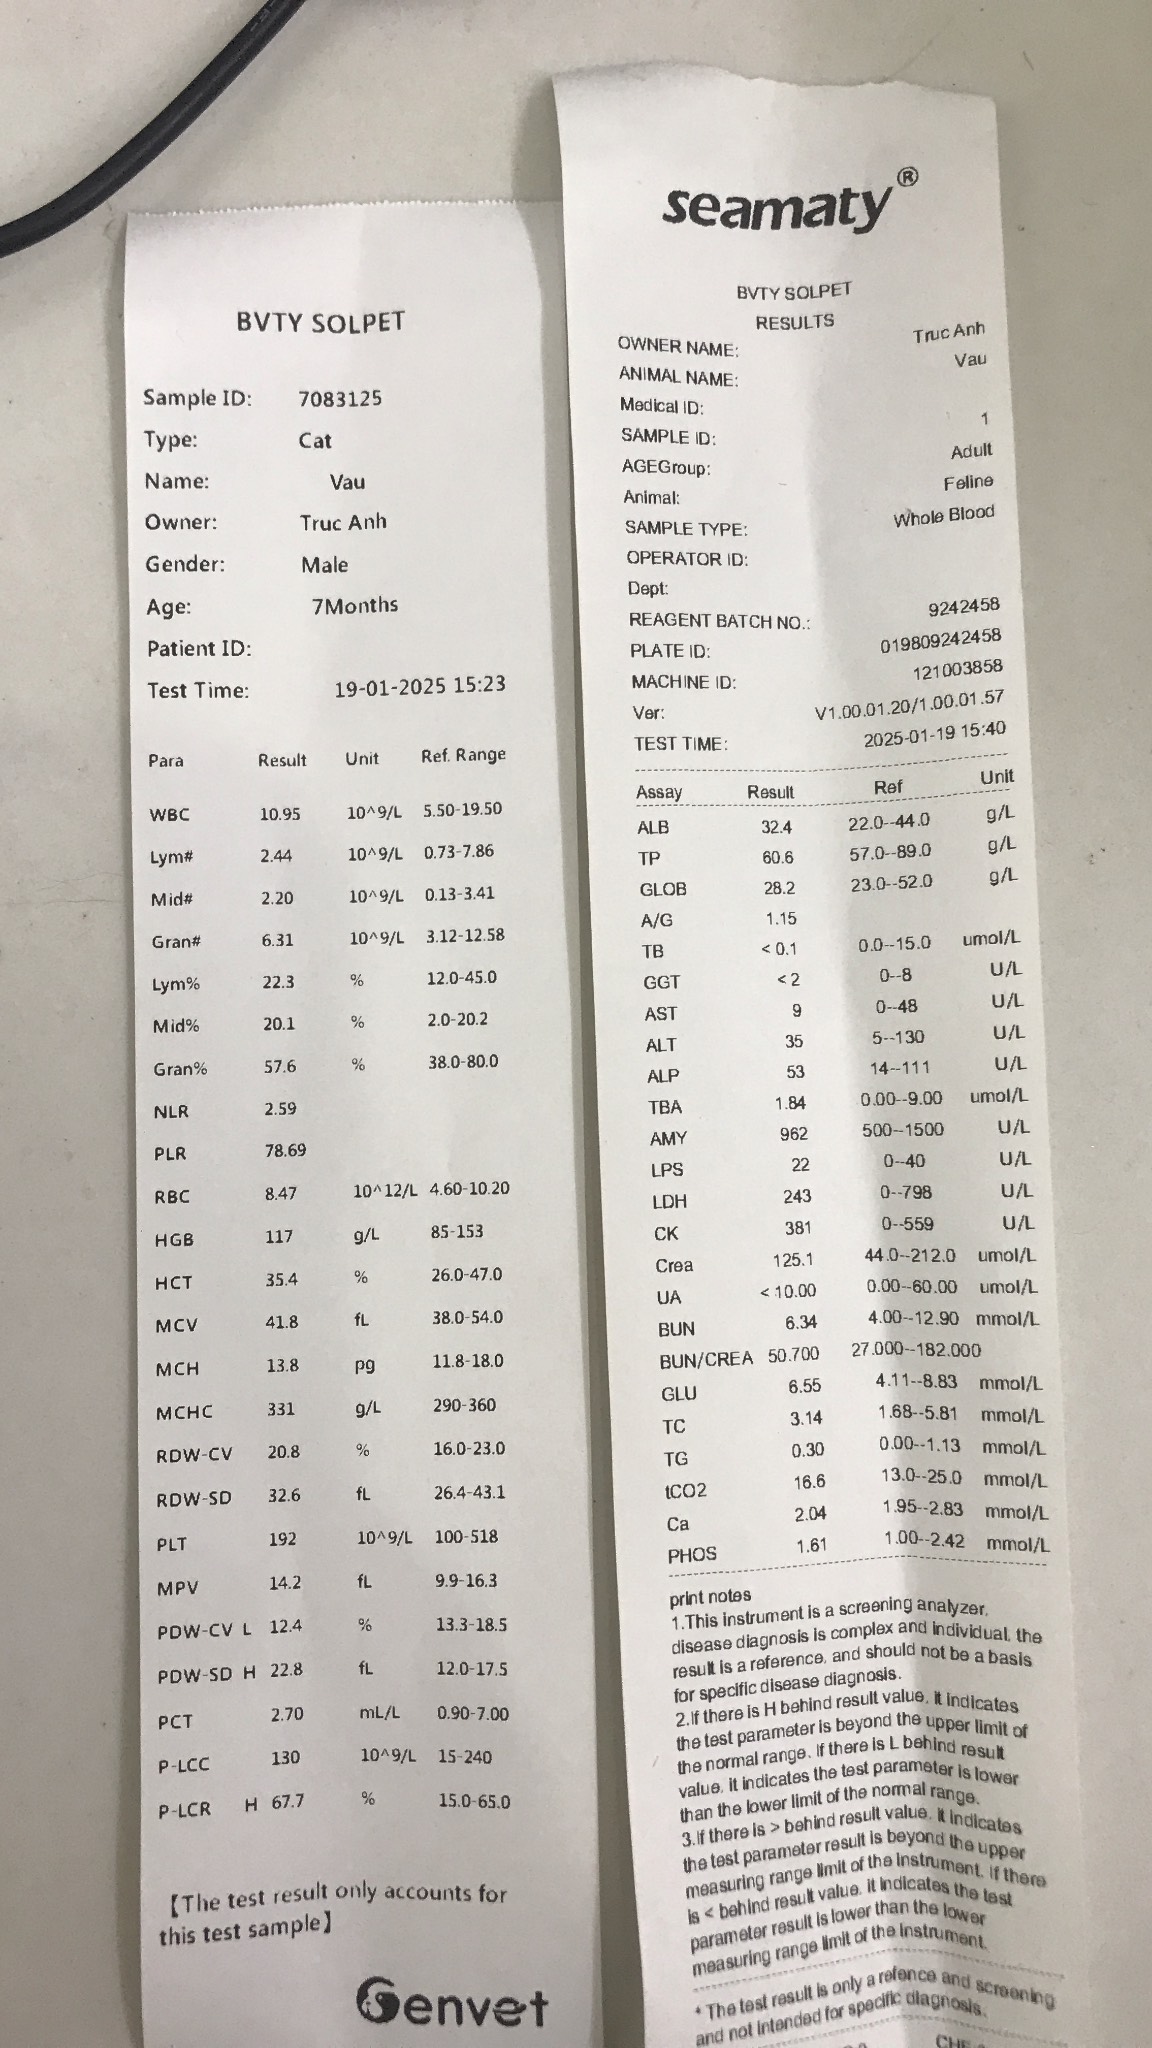 BVTY SOLPET
Sample ID: 7083125
Type: Cat
Name: Vau
Owner: Truc Anh
Gender: Male
Age: 7Months
Patient ID:
Test Time: 19-01-2025 15:23
Para Result Unit Ref. Range
WBC 10.95 10^9/L 5.50-19.50
Lym# 2.44 10^9/L 0.73-7.86
Mid# 2.20 10^9/L 0.13-3.41
Gran# 6.31 10^9/L 3.12-12.58
Lym% 22.3 % 12.0-45.0
Mid% 20.1 % 2.0-20.2
Gran% 57.6 % 38.0-80.0
NLR 2.59
PLR 78.69
RBC 8.47 10^12/L 4.60-10.20
HGB 117 g/L 85-153
HCT 35.4 % 26.0-47.0
MCV 41.8 fL 38.0-54.0
MCH 13.8 pg 11.8-18.0
MCHC 331 g/L 290-360
RDW-CV 20.8 % 16.0-23.0
RDW-SD 32.6 fL 26.4-43.1
PLT 192 10^9/L 100-518
MPV 14.2 fL 9.9-16.3
PDW-CV L 12.4 % 13.3-18.5
PDW-SD H 22.8 fL 12.0-17.5
PCT 2.70 mL/L 0.90-7.00
P-LCC 130 10^9/L 15-240
P-LCR H 67.7 % 15.0-65.0
【The test result only accounts for
this test sample】
Genvet
seamaty®
BVTY SOLPET
RESULTS
OWNER NAME: Truc Anh
ANIMAL NAME: Vau
Medical ID:
SAMPLE ID: 1
AGEGroup: Adult
Animal: Feline
SAMPLE TYPE: Whole Blood
OPERATOR ID:
Dept:
REAGENT BATCH NO.: 9242458
PLATE ID: 019809242458
MACHINE ID: 121003858
Ver: V1.00.01.20/1.00.01.57
TEST TIME: 2025-01-19 15:40
Assay Result Ref Unit
ALB 32.4 22.0--44.0 g/L
TP 60.6 57.0--89.0 g/L
GLOB 28.2 23.0--52.0 g/L
A/G 1.15
TB <0.1 0.0--15.0 umol/L
GGT <2 0--8 U/L
AST 9 0--48 U/L
ALT 35 5--130 U/L
ALP 53 14--111 U/L
TBA 1.84 0.00--9.00 umol/L
AMY 962 500--1500 U/L
LPS 22 0--40 U/L
LDH 243 0--798 U/L
CK 381 0--559 U/L
Crea 125.1 44.0--212.0 umol/L
UA <10.00 0.00--60.00 umol/L
BUN 6.34 4.00--12.90 mmol/L
BUN/CREA 50.700 27.000--182.000
GLU 6.55 4.11--8.83 mmol/L
TC 3.14 1.68--5.81 mmol/L
TG 0.30 0.00--1.13 mmol/L
tCO2 16.6 13.0--25.0 mmol/L
Ca 2.04 1.95--2.83 mmol/L
PHOS 1.61 1.00--2.42 mmol/L
print notes
1.This instrument is a screening analyzer,
disease diagnosis is complex and individual, the
result is a reference, and should not be a basis
for specific disease diagnosis.
2.If there is H behind result value, it indicates
the test parameter is beyond the upper limit of
the normal range. If there is L behind result
value, it indicates the test parameter is lower
than the lower limit of the normal range.
3.If there is > behind result value, it indicates
the test parameter result is beyond the upper
measuring range limit of the instrument. If there
is < behind result value, it indicates the test
parameter result is lower than the lower
measuring range limit of the instrument.
* The test result is only a refence and screening
and not intended for specific diagnosis.